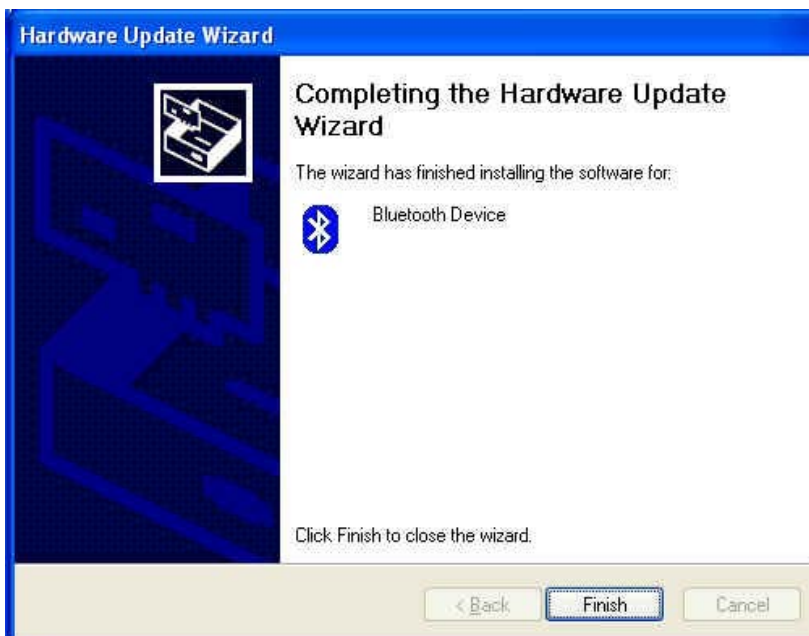 Hardware Update Wizard
Completing the Hardware Update
Wizard
The wizard has finished installing the software for:
Bluetooth Device
Click Finish to close the wizard.
< Back
Finish
Cancel